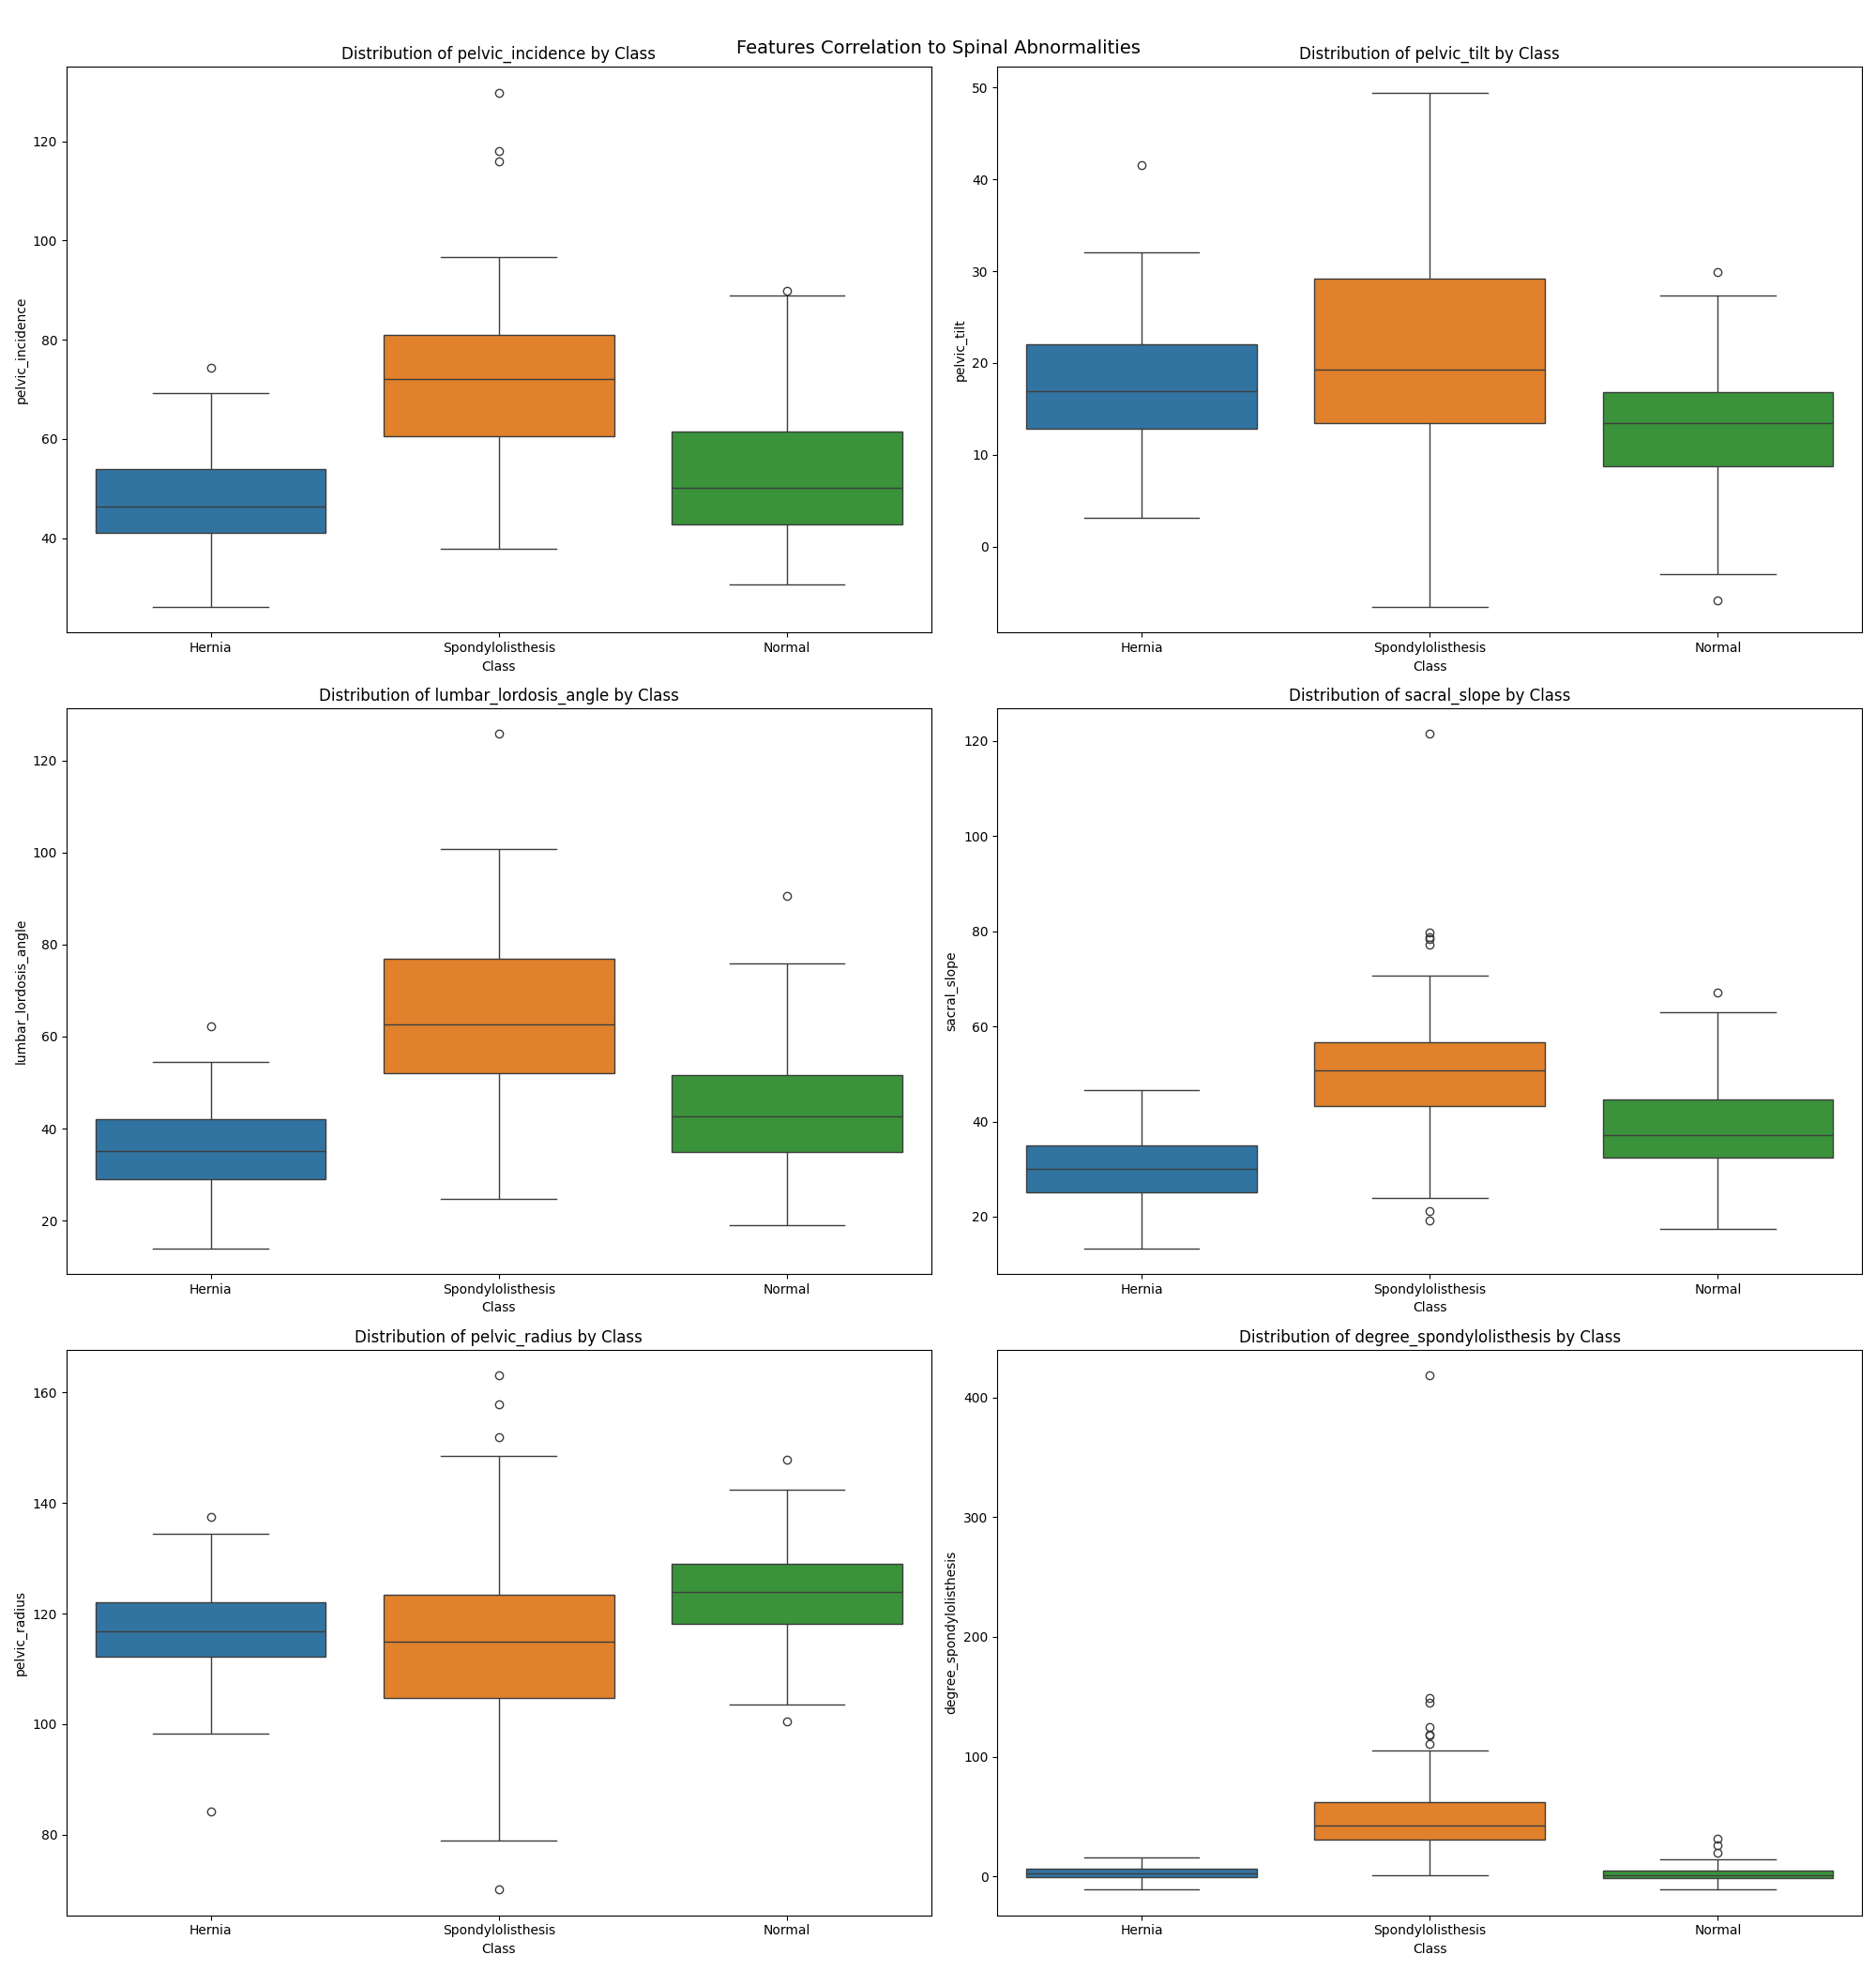 Features Correlation to Spinal Abnormalities
Distribution of pelvic_incidence by Class
pelvic_incidence
120
100
80
60
40
Hernia
Spondylolisthesis
Normal
Class
Distribution of pelvic_tilt by Class
pelvic_tilt
50
40
30
20
10
0
Hernia
Spondylolisthesis
Normal
Class
Distribution of lumbar_lordosis_angle by Class
lumbar_lordosis_angle
120
100
80
60
40
20
Hernia
Spondylolisthesis
Normal
Class
Distribution of sacral_slope by Class
sacral_slope
120
100
80
60
40
20
Hernia
Spondylolisthesis
Normal
Class
Distribution of pelvic_radius by Class
pelvic_radius
160
140
120
100
80
Hernia
Spondylolisthesis
Normal
Class
Distribution of degree_spondylolisthesis by Class
degree_spondylolisthesis
400
300
200
100
0
Hernia
Spondylolisthesis
Normal
Class